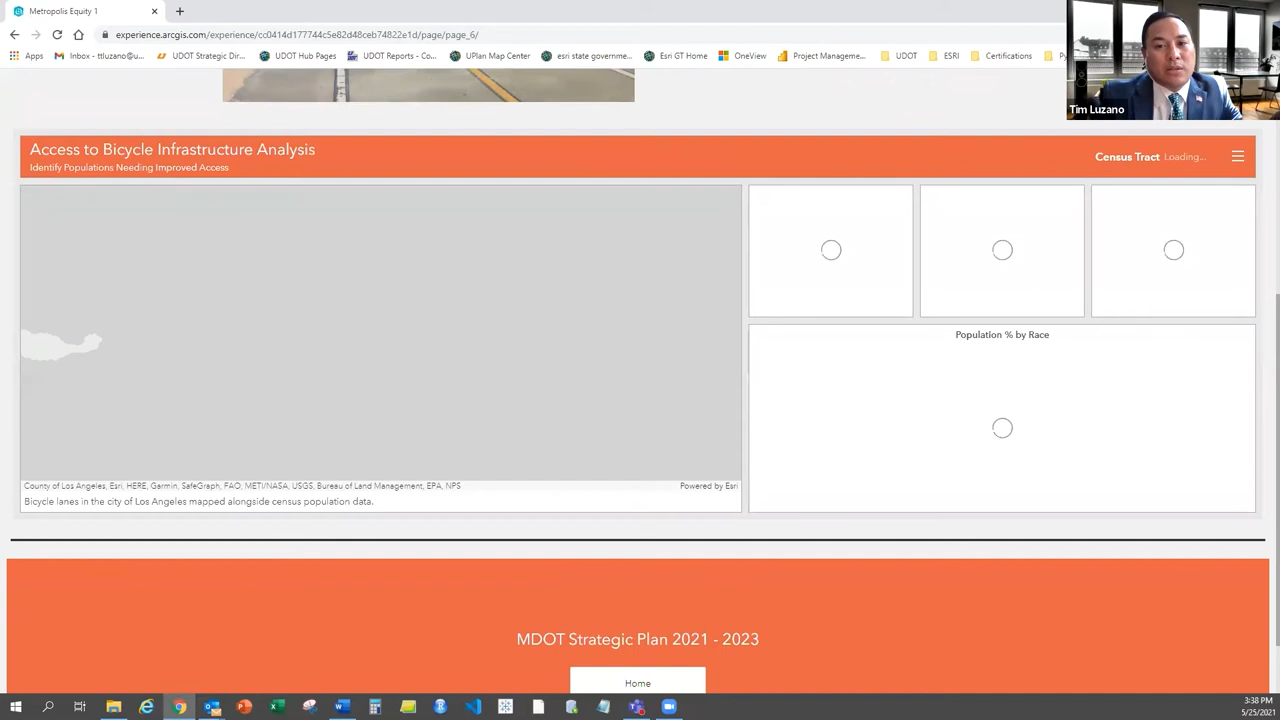 Metropolis Equity 1
experience.arcgis.com/experience/cc0414d177744c5e82d48ceb74822e1d/page/page_6/
Apps
Inbox - ttluzano@u...
UDOT Strategic Dir...
UDOT Hub Pages
UDOT Reports - Co...
UPlan Map Center
esri state governme...
Esri GT Home
OneView
Project Manageme...
UDOT
ESRI
Certifications
Tim Luzano
Access to Bicycle Infrastructure Analysis
Identify Populations Needing Improved Access
Census Tract Loading...
Population % by Race
County of Los Angeles, Esri, HERE, Garmin, SafeGraph, FAO, METI/NASA, USGS, Bureau of Land Management, EPA, NPS
Powered by Esri
Bicycle lanes in the city of Los Angeles mapped alongside census population data.
MDOT Strategic Plan 2021 - 2023
Home
3:38 PM
5/25/2021